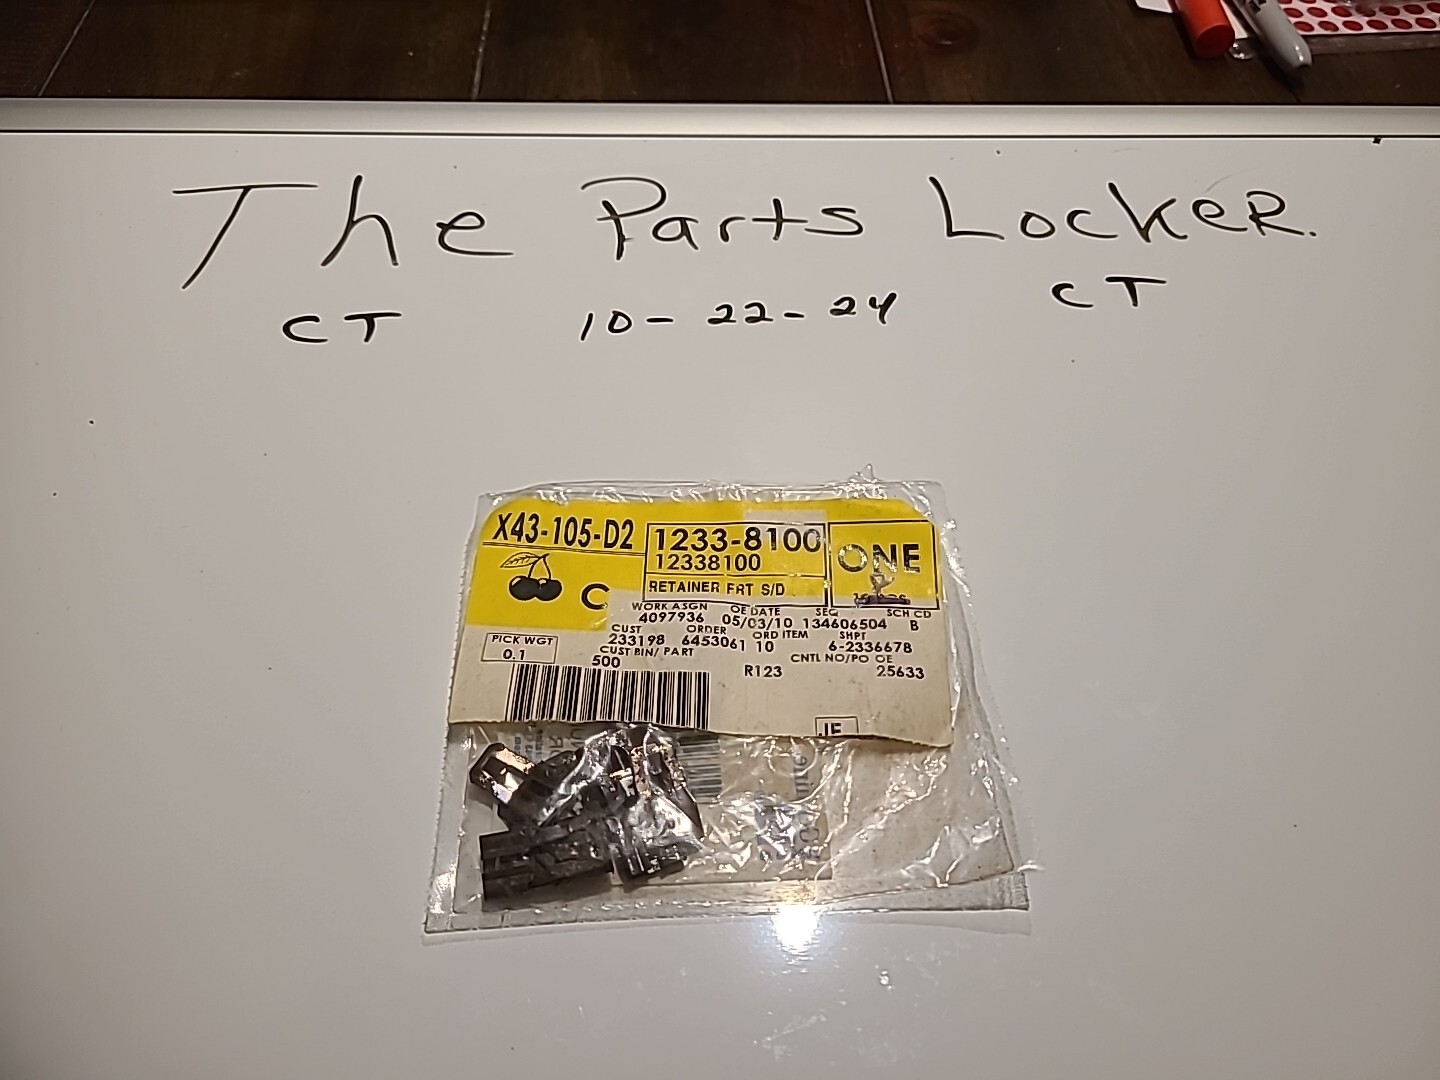 The Parts Locker.
CT 10-22-24 CT
X43-105-D2
1233-8100
12338100
RETAINER FRT S/D
ONE
C
WORK ASGN OE DATE SEQ SCH CD
4097936 05/03/10 134606504 B
CUST ORDER ORD ITEM SHPT
233198 6453061 10 6-2336678
CUST BIN/ PART CNTL NO/PO OE
500 R123 25633
PICK WGT
0.1